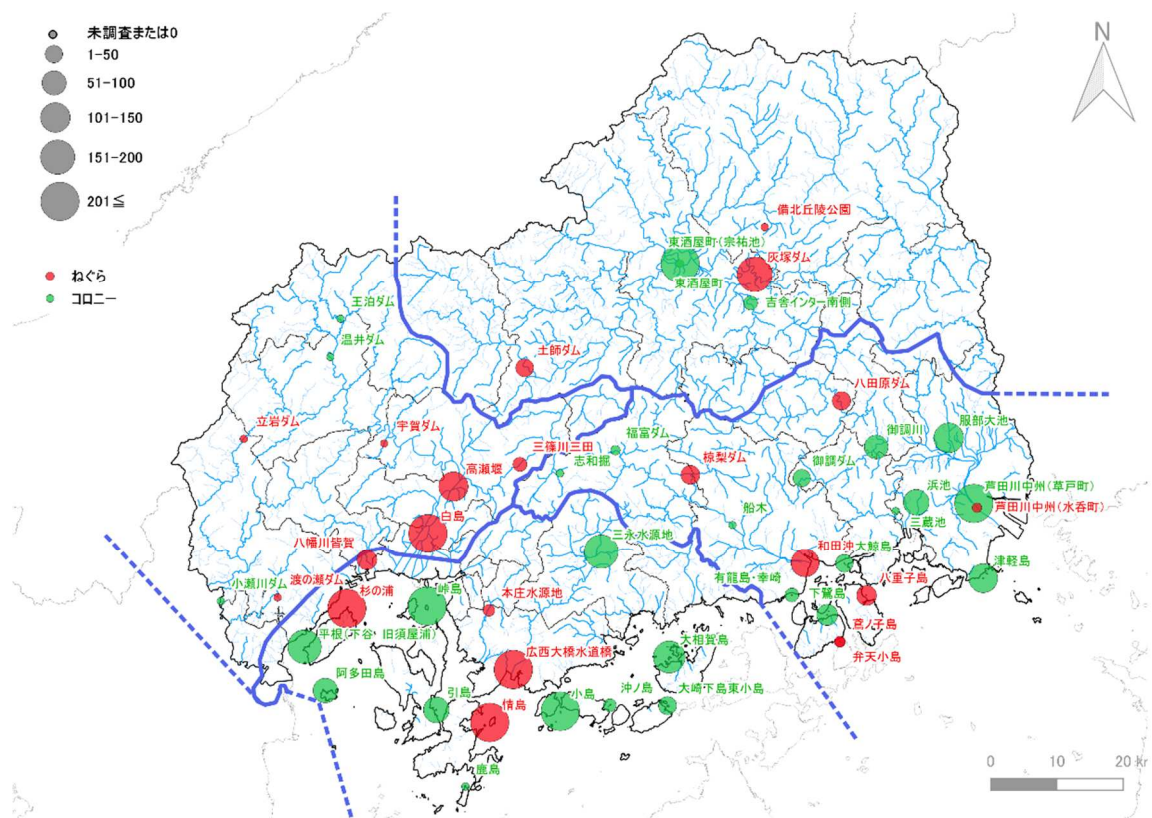 未調査または0
1-50
51-100
101-150
151-200
201≦
ねぐら
コロニー
N
備北丘陵公園
東酒屋町(宗祐池)
灰塚ダム
東酒屋町
吉舎インター南側
王泊ダム
温井ダム
土師ダム
八田原ダム
立岩ダム
宇賀ダム
福富ダム
御調川
服部大池
三篠川三田
志和掘
椋梨ダム
御調ダム
高瀬堰
浜池
芦田川中州(草戸町)
芦田川中州(水呑町)
白島
船木
三蔵池
三永水源地
八幡川皆賀
和田沖
大鯨島
津軽島
小瀬川ダム
渡の瀬ダム
有龍島・幸崎
八重子島
杉の浦
峠島
本庄水源地
下鷺島
鳶ノ子島
平根(下谷・旧須屋浦)
広西大橋水道橋
大相賀島
弁天小島
阿多田島
引島
情島
小島
沖ノ島
大崎下島東小島
鹿島
0
10
20 Kr